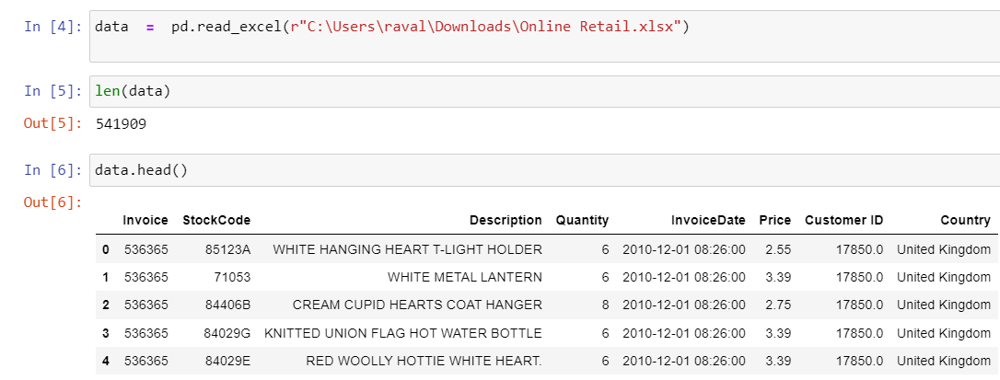 In [4]: data = pd.read_excel(r"C:\Users\raval\Downloads\Online Retail.xlsx")
In [5]: len(data)
Out[5]: 541909
In [6]: data.head()
Out[6]:
Invoice StockCode Description Quantity InvoiceDate Price Customer ID Country
0 536365 85123A WHITE HANGING HEART T-LIGHT HOLDER 6 2010-12-01 08:26:00 2.55 17850.0 United Kingdom
1 536365 71053 WHITE METAL LANTERN 6 2010-12-01 08:26:00 3.39 17850.0 United Kingdom
2 536365 84406B CREAM CUPID HEARTS COAT HANGER 8 2010-12-01 08:26:00 2.75 17850.0 United Kingdom
3 536365 84029G KNITTED UNION FLAG HOT WATER BOTTLE 6 2010-12-01 08:26:00 3.39 17850.0 United Kingdom
4 536365 84029E RED WOOLLY HOTTIE WHITE HEART. 6 2010-12-01 08:26:00 3.39 17850.0 United Kingdom